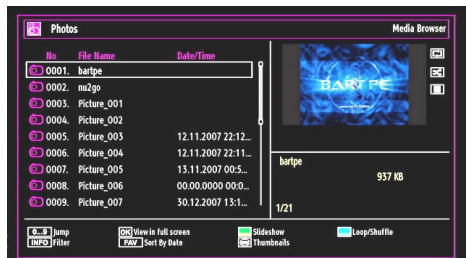 Photos Media Browser
No File Name Date/Time
0001. bartpe
0002. nu2go
0003. Picture_001
0004. Picture_002
0005. Picture_003 12.11.2007 22:12...
0006. Picture_004 12.11.2007 22:11...
0007. Picture_005 13.11.2007 00:5...
0008. Picture_006 00.00.0000 00:0...
0009. Picture_007 30.12.2007 13:1...
BART PE
bartpe
937 KB
1/21
0...9 Jump OK View in full screen Slideshow Loop/Shuffle
INFO Filter FAV Sort By Date Thumbnails